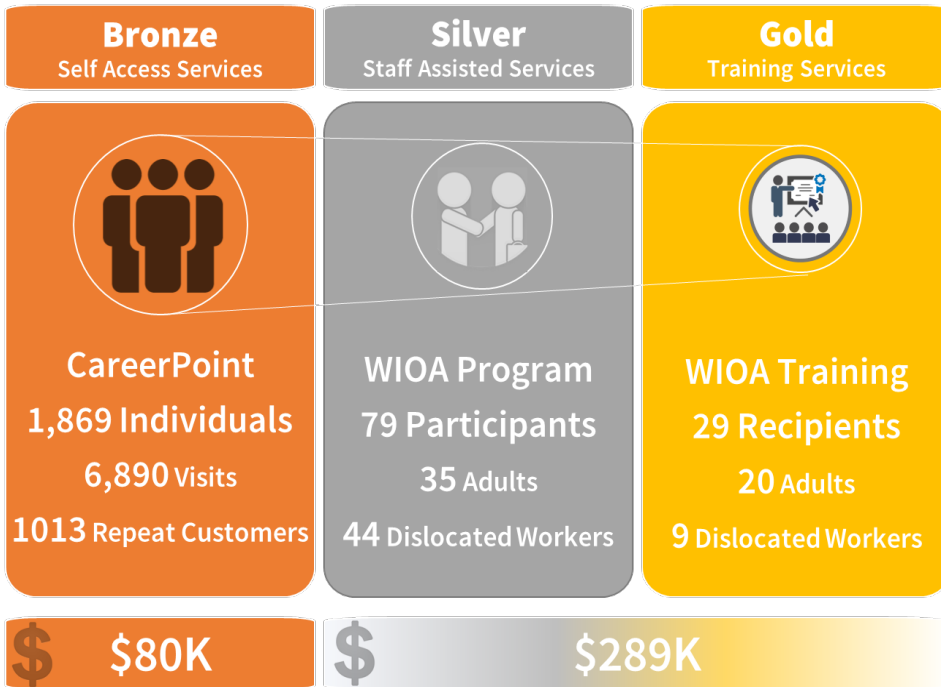 Bronze
Self Access Services
Silver
Staff Assisted Services
Gold
Training Services
CareerPoint
1,869 Individuals
6,890 Visits
1013 Repeat Customers
WIOA Program
79 Participants
35 Adults
44 Dislocated Workers
WIOA Training
29 Recipients
20 Adults
9 Dislocated Workers
$ $80K
$ $289K